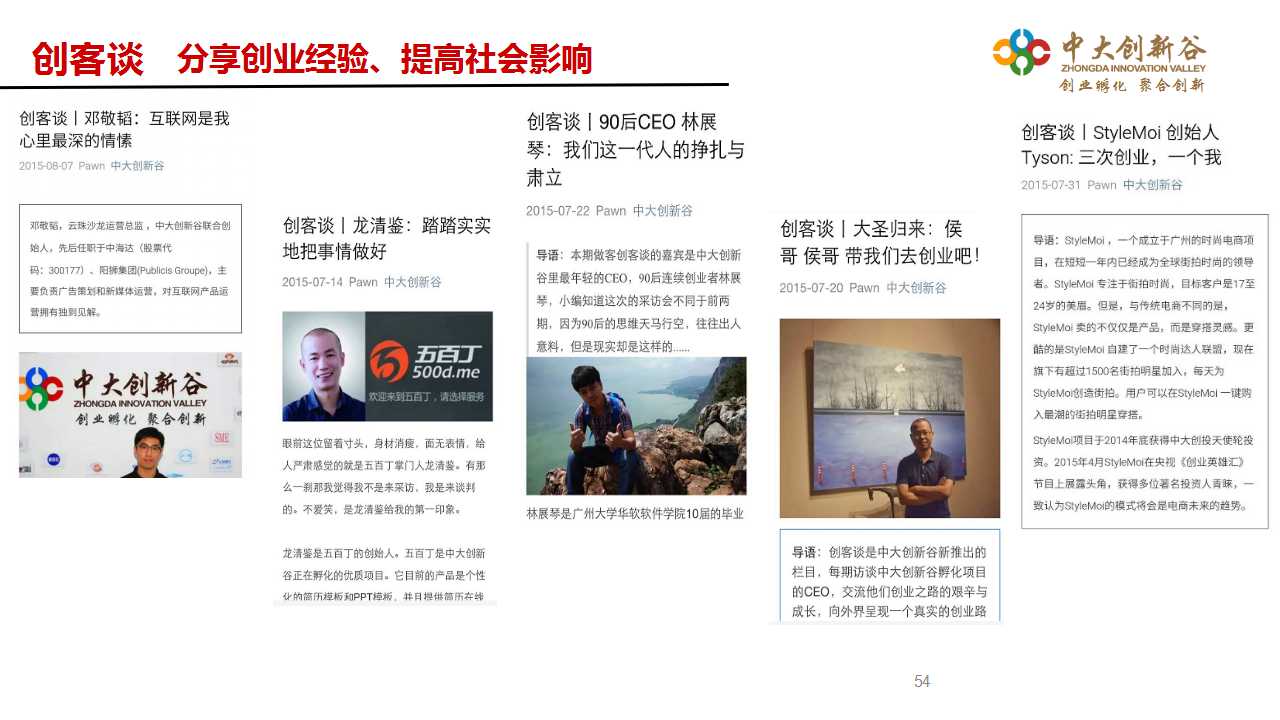 创客谈 分享创业经验、提高社会影响
中大创新谷
ZHONGDA INNOVATION VALLEY
创业孵化 聚合创新
创客谈丨邓敬韬：互联网是我
心里最深的情愫
2015-08-07 Pawn 中大创新谷
邓敬韬，云珠沙龙运营总监，中大创新谷联合创
始人，先后任职于中海达（股票代
码：300177）、阳狮集团(Publicis Groupe)，主
要负责广告策划和新媒体运营，对互联网产品运
营拥有独到见解。
中大创新谷
ZHONGDA INNOVATION VALLEY
创业孵化 聚合创新
SME
创客谈丨龙清鉴：踏踏实实
地把事情做好
2015-07-14 Pawn 中大创新谷
五百丁
500d.me
欢迎来到五百丁，请选择服务
眼前这位留着寸头，身材消瘦，面无表情，给
人严肃感觉的就是五百丁掌门人龙清鉴。有那
么一刹那我觉得我不是来采访，我是来谈判
的。不爱笑，是龙清鉴给我的第一印象。
龙清鉴是五百丁的创始人。五百丁是中大创新
谷正在孵化的优质项目。它目前的产品是个性
化的简历模板和PPT模板，并且提供简历在线
创客谈丨90后CEO 林展
琴：我们这一代人的挣扎与
肃立
2015-07-22 Pawn 中大创新谷
导语：本期做客创客谈的嘉宾是中大创新
谷里最年轻的CEO，90后连续创业者林展
琴，小编知道这次的采访会不同于前两
期，因为90后的思维天马行空，往往出人
意料，但是现实却是这样的......
林展琴是广州大学华软软件学院10届的毕业
创客谈丨大圣归来：侯
哥 侯哥 带我们去创业吧！
2015-07-20 Pawn 中大创新谷
导语：创客谈是中大创新谷新推出的
栏目，每期访谈中大创新谷孵化项目
的CEO，交流他们创业之路的艰辛与
成长，向外界呈现一个真实的创业路
创客谈丨StyleMoi 创始人
Tyson: 三次创业，一个我
2015-07-31 Pawn 中大创新谷
导语：StyleMoi ，一个成立于广州的时尚电商项
目，在短短一年内已经成为全球街拍时尚的领导
者。StyleMoi 专注于街拍时尚，目标客户是17至
24岁的美眉。但是，与传统电商不同的是，
StyleMoi 卖的不仅仅是产品，而是穿搭灵感。更
酷的是StyleMoi 自建了一个时尚达人联盟，现在
旗下有超过1500名街拍明星加入，每天为
StyleMoi创造街拍。用户可以在StyleMoi 一键购
入最潮的街拍明星穿搭。
StyleMoi项目于2014年底获得中大创投天使轮投
资。2015年4月StyleMoi在央视《创业英雄汇》
节目上展露头角，获得多位著名投资人青睐，一
致认为StyleMoi的模式将会是电商未来的趋势。
54